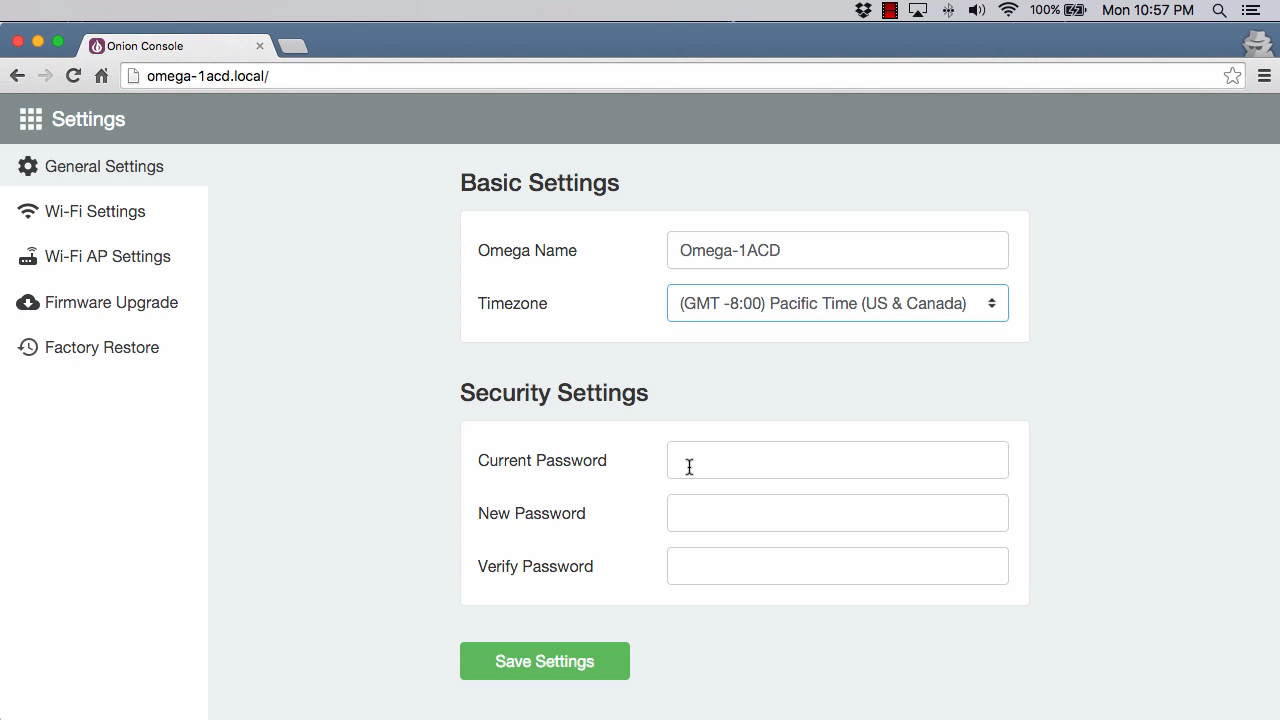 100% Mon 10:57 PM
Onion Console
omega-1acd.local/
Settings
General Settings
Wi-Fi Settings
Wi-Fi AP Settings
Firmware Upgrade
Factory Restore
Basic Settings
Omega Name Omega-1ACD
Timezone (GMT -8:00) Pacific Time (US & Canada)
Security Settings
Current Password
New Password
Verify Password
Save Settings